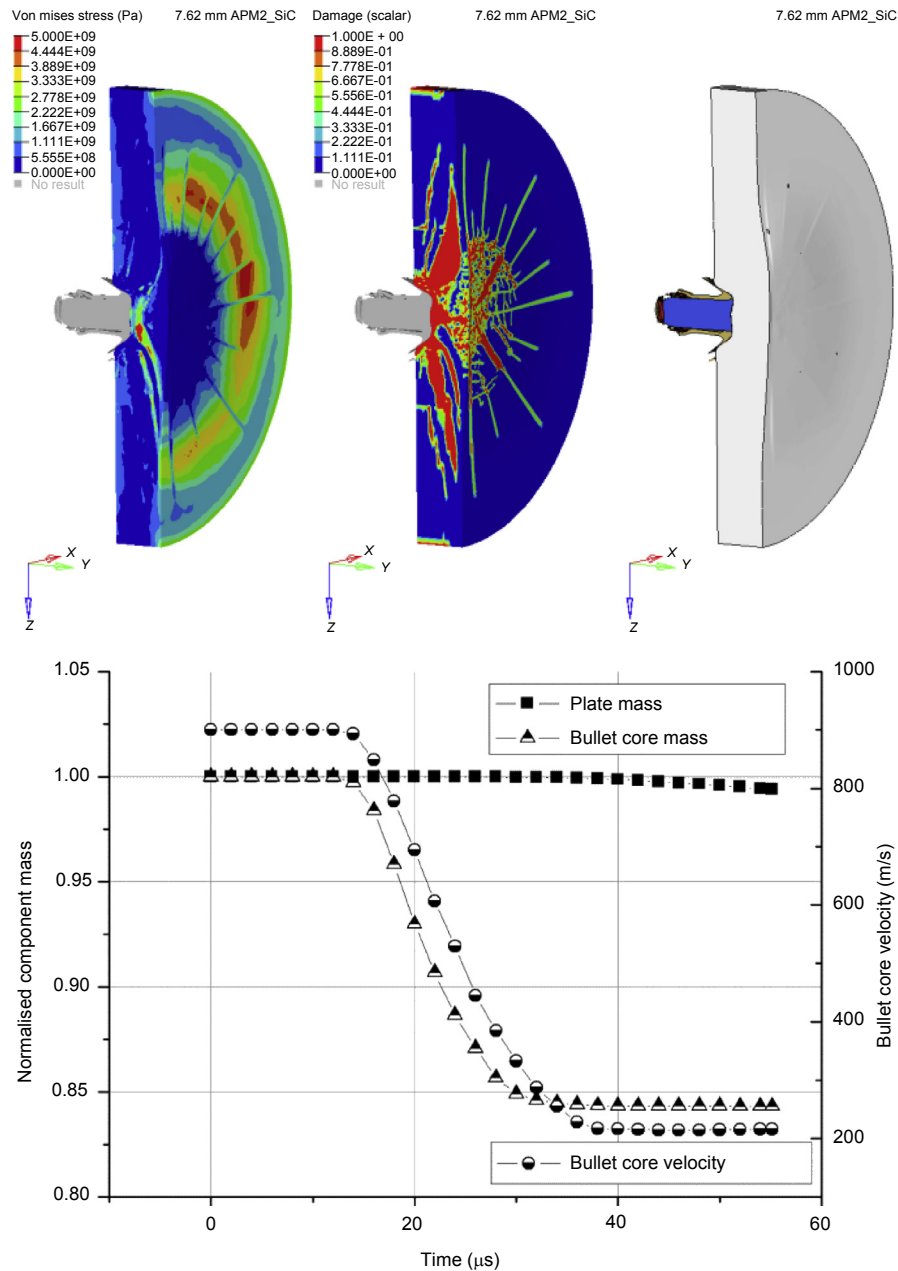 Von mises stress (Pa)
7.62 mm APM2_SiC
5.000E+09
4.444E+09
3.889E+09
3.333E+09
2.778E+09
2.222E+09
1.667E+09
1.111E+09
5.555E+08
0.000E+00
No result
X
Y
Z
Damage (scalar)
7.62 mm APM2_SiC
1.000E + 00
8.889E-01
7.778E-01
6.667E-01
5.556E-01
4.444E-01
3.333E-01
2.222E-01
1.111E-01
0.000E+00
No result
X
Y
Z
7.62 mm APM2_SiC
X
Y
Z
1.05
1.00
0.95
0.90
0.85
0.80
Normalised component mass
1000
800
600
400
200
Bullet core velocity (m/s)
Plate mass
Bullet core mass
Bullet core velocity
0
20
40
60
Time (μs)